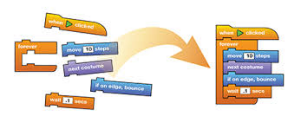 when clicked
forever
move 10 steps
next costume
if on edge, bounce
wait .1 secs
when clicked
forever
move 10 steps
next costume
if on edge, bounce
wait .1 secs